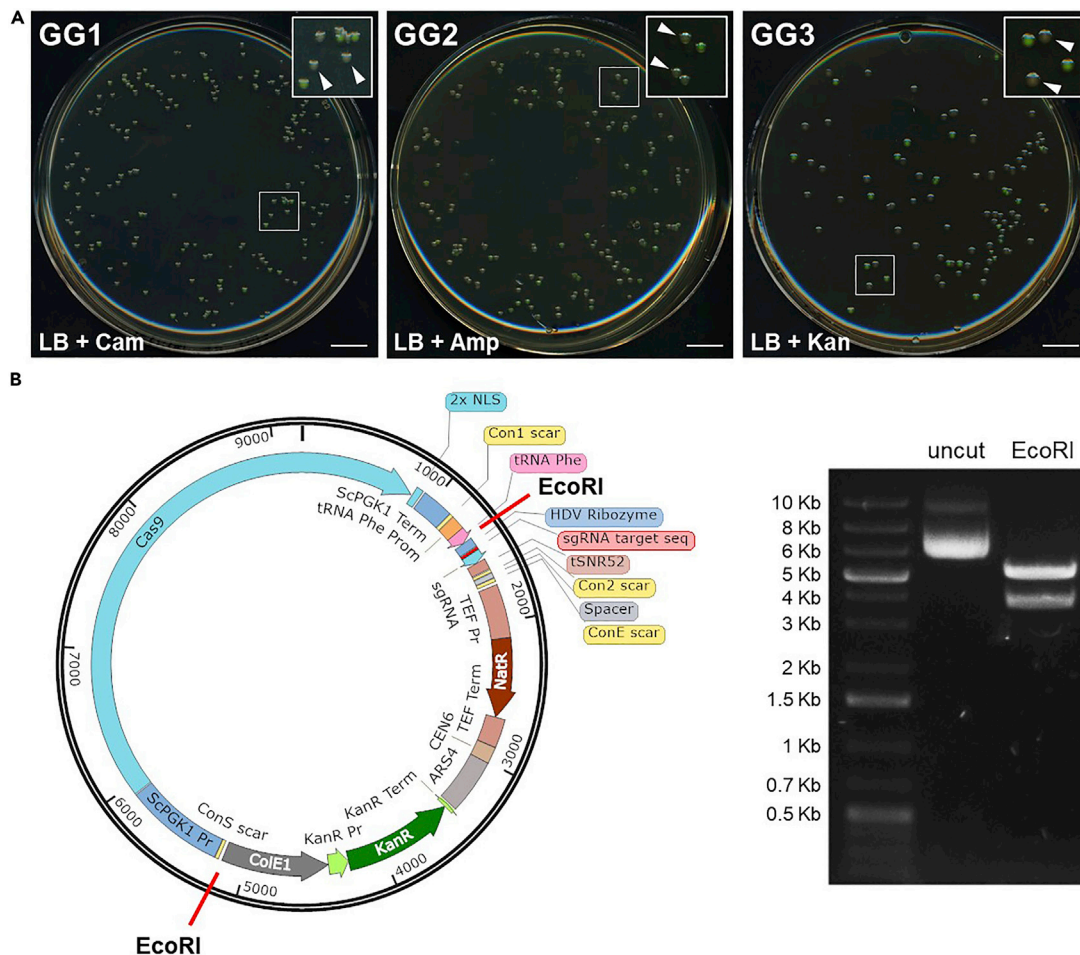 A
GG1
LB + Cam
GG2
LB + Amp
GG3
LB + Kan
B
2x NLS
Con1 scar
tRNA Phe
EcoRI
HDV Ribozyme
sgRNA target seq
tSNR52
Con2 scar
Spacer
ConE scar
1000
2000
3000
4000
5000
6000
7000
8000
9000
Cas9
ScPGK1 Term
tRNA Phe Prom
sgRNA
TEF Pr
NatR
TEF Term
CEN6
ARS4
KanR Term
KanR
KanR Pr
ColE1
ConS scar
ScPGK1 Pr
EcoRI
uncut EcoRI
10 Kb
8 Kb
6 Kb
5 Kb
4 Kb
3 Kb
2 Kb
1.5 Kb
1 Kb
0.7 Kb
0.5 Kb